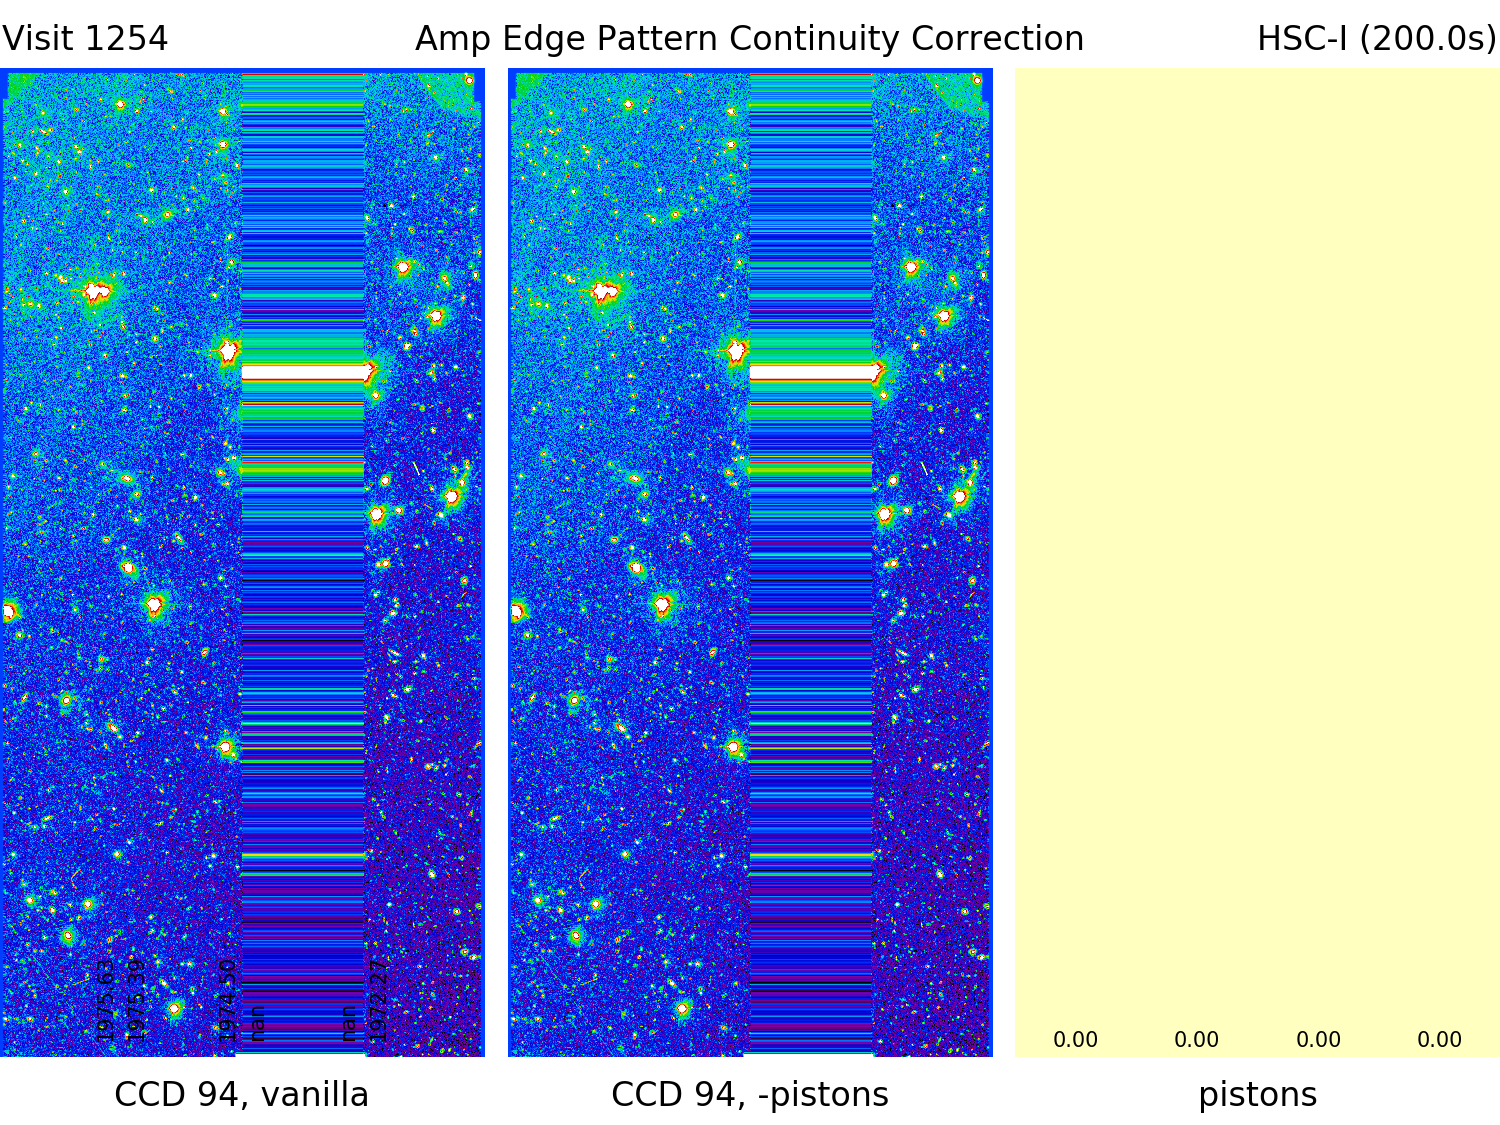 Visit 1254
Amp Edge Pattern Continuity Correction
HSC-I (200.0s)
1975.63
1975.39
1974.50
nan
nan
1972.27
0.00
0.00
0.00
0.00
CCD 94, vanilla
CCD 94, -pistons
pistons